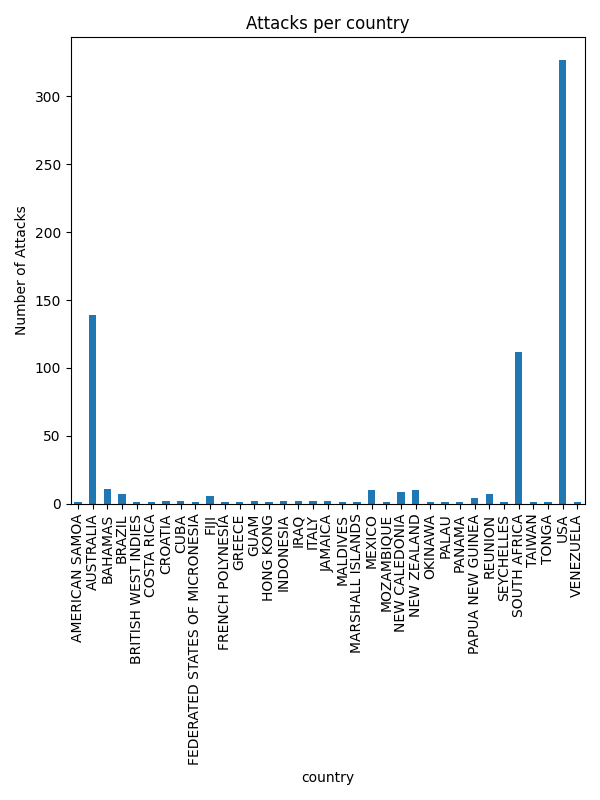 Attacks per country
Number of Attacks
300
250
200
150
100
50
0
AMERICAN SAMOA
AUSTRALIA
BAHAMAS
BRAZIL
BRITISH WEST INDIES
COSTA RICA
CROATIA
CUBA
FEDERATED STATES OF MICRONESIA
FIJI
FRENCH POLYNESIA
GREECE
GUAM
HONG KONG
INDONESIA
IRAQ
ITALY
JAMAICA
MALDIVES
MARSHALL ISLANDS
MEXICO
MOZAMBIQUE
NEW CALEDONIA
NEW ZEALAND
OKINAWA
PALAU
PANAMA
PAPUA NEW GUINEA
REUNION
SEYCHELLES
SOUTH AFRICA
TAIWAN
TONGA
USA
VENEZUELA
country